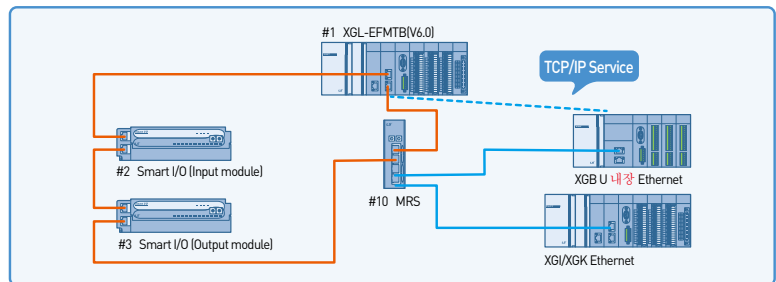 #1 XGL-EFMTB(V6.0)
TCP/IP Service
#2 Smart I/O (Input module)
#10 MRS
XGB U 내장 Ethernet
#3 Smart I/O (Output module)
XGI/XGK Ethernet